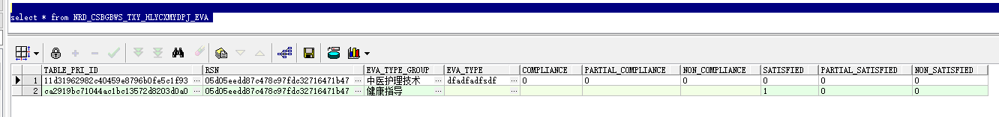 select * from NRD_CSBGBWS_TXY_HLYCXMYDPJ_EVA
TABLE_PRI_ID RSN EVA_TYPE_GROUP EVA_TYPE COMPLIANCE PARTIAL_COMPLIANCE NON_COMPLIANCE SATISFIED PARTIAL_SATISFIED NON_SATISFIED
1 11d31962982c40459e8796b0fe5c1f93 ... 05d05eedd87c478c97fdc32716471b47 ... 中医护理技术 ... dfadfadfsdf ... 0 0 0 0 0 0
2 ca2919bc71044ac1bc13572d8203d0a0 ... 05d05eedd87c478c97fdc32716471b47 ... 健康指导 ... ... 1 0 0